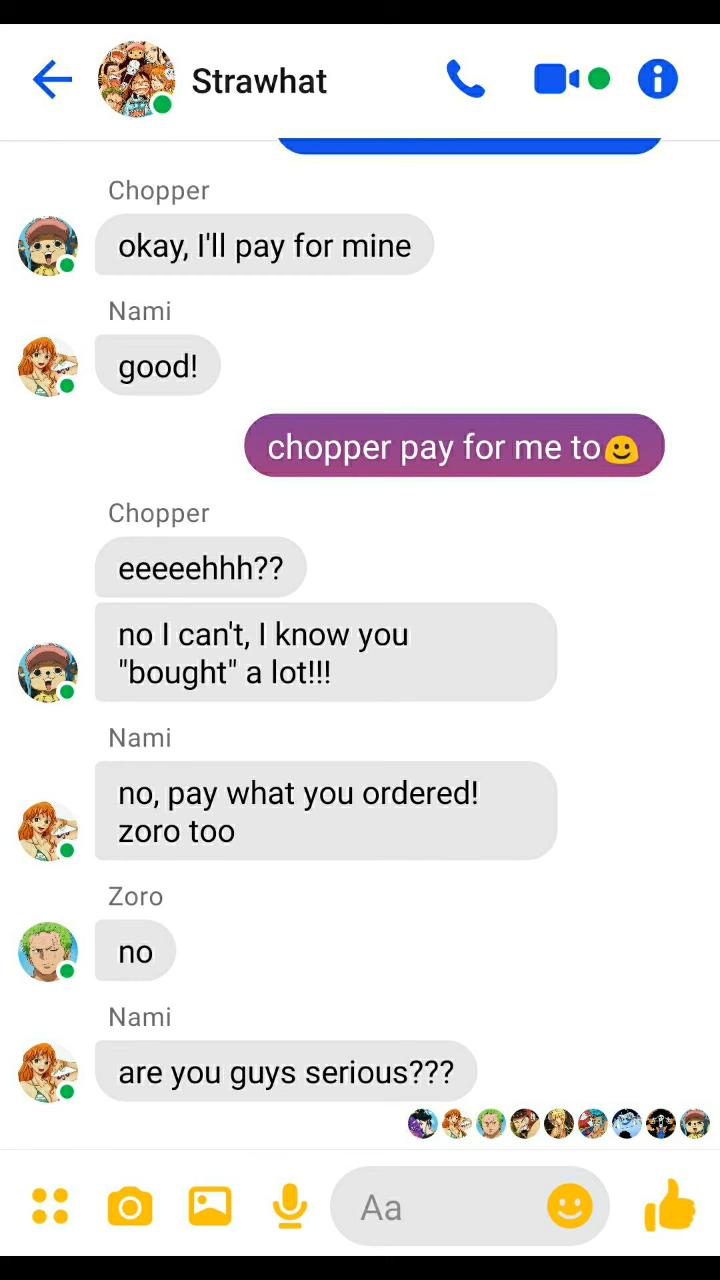 Strawhat
Chopper
okay, I'll pay for mine
Nami
good!
chopper pay for me to🙂
Chopper
eeeeehhh??
no I can't, I know you
"bought" a lot!!!
Nami
no, pay what you ordered!
zoro too
Zoro
no
Nami
are you guys serious???
Aa